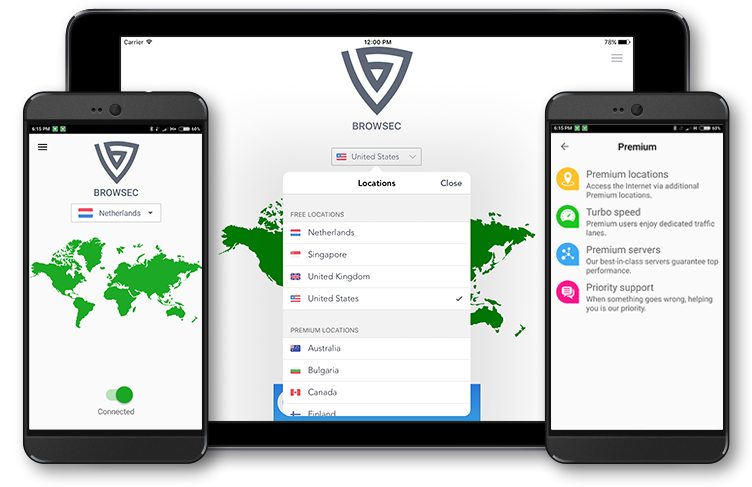 Carrier
12:00 PM
78%
BROWSEC
United States
Locations
Close
FREE LOCATIONS
Netherlands
Singapore
United Kingdom
United States
PREMIUM LOCATIONS
Australia
Bulgaria
Canada
Finland
6:15 PM
H+
60%
BROWSEC
Netherlands
Connected
6:15 PM
H
60%
Premium
Premium locations
Access the Internet via additional
Premium locations.
Turbo speed
Premium users enjoy dedicated traffic
lanes.
Premium servers
Our best-in-class servers guarantee top
performance.
Priority support
When something goes wrong, helping
you is our priority.